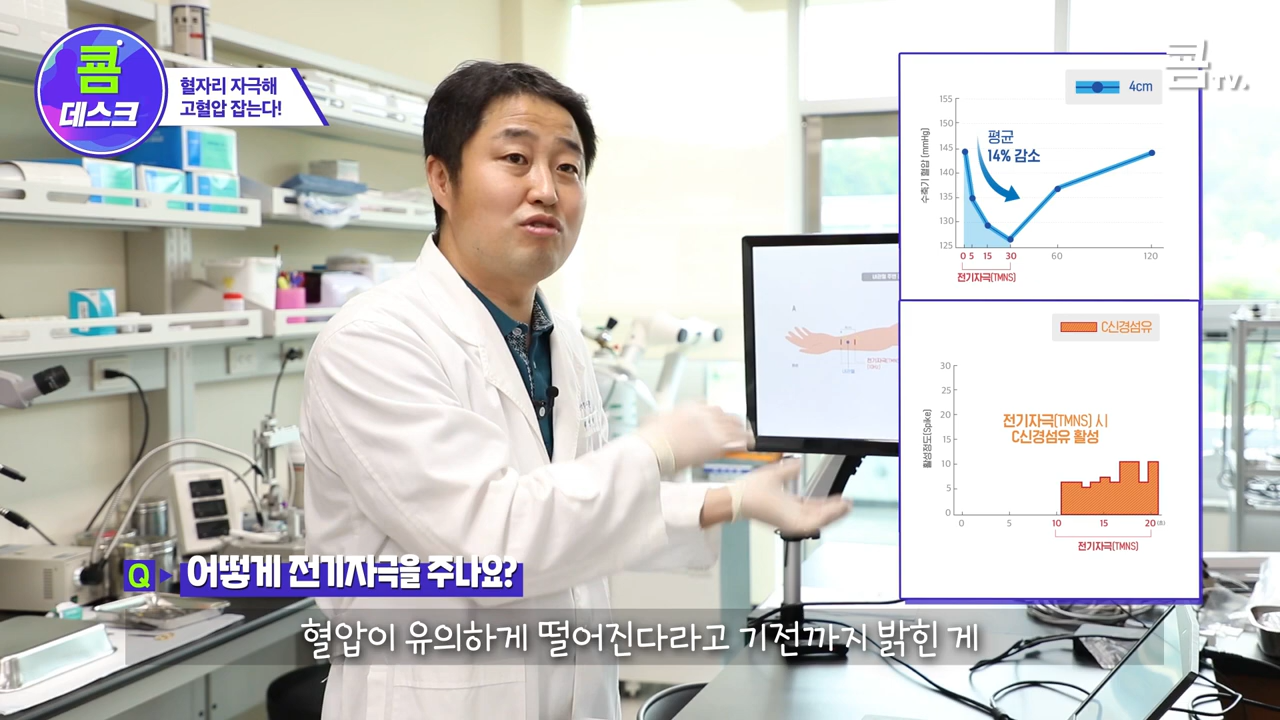 콤
데스크
혈자리 자극해
고혈압 잡는다!
콤TV.
4cm
수축기 혈압 (mmHg)
155
150
145
140
135
130
125
평균
14% 감소
0 5 15 30 60 120
전기자극(TMNS)
C신경섬유
활성정도(Spike)
30
25
20
15
10
5
0
전기자극(TMNS) 시
C신경섬유 활성
0 5 10 15 20 (초)
전기자극(TMNS)
A
Q 어떻게 전기자극을 주나요?
혈압이 유의하게 떨어진다라고 기전까지 밝힌 게